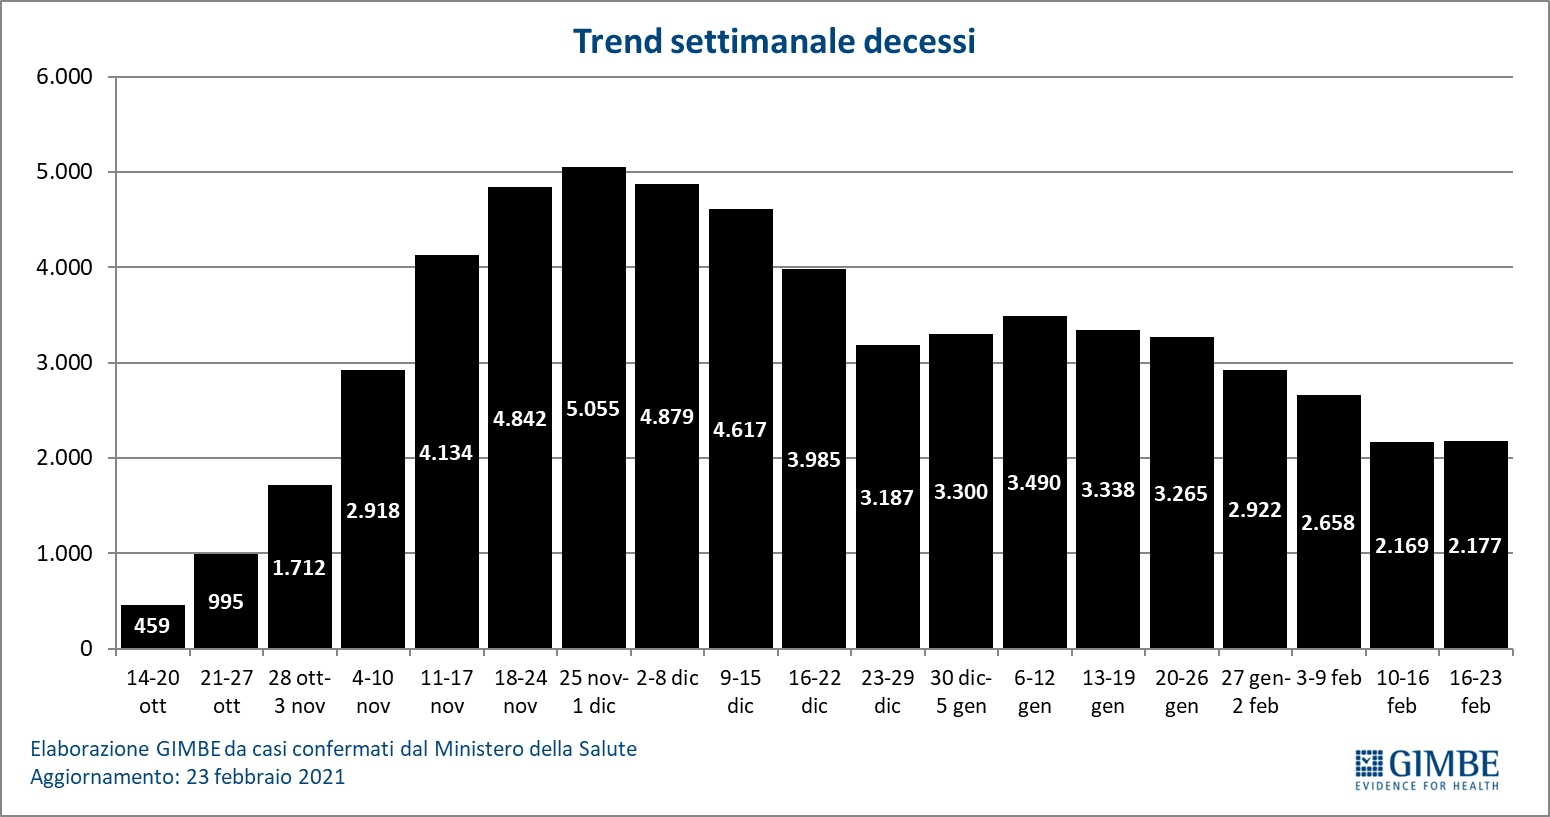 Trend settimanale decessi
6.000
5.000
4.000
3.000
2.000
1.000
0
459
995
1.712
2.918
4.134
4.842
5.055
4.879
4.617
3.985
3.187
3.300
3.490
3.338
3.265
2.922
2.658
2.169
2.177
14-20
ott
21-27
ott
28 ott-
3 nov
4-10
nov
11-17
nov
18-24
nov
25 nov-
1 dic
2-8 dic
9-15
dic
16-22
dic
23-29
dic
30 dic-
5 gen
6-12
gen
13-19
gen
20-26
gen
27 gen-
2 feb
3-9 feb
10-16
feb
16-23
feb
Elaborazione GIMBE da casi confermati dal Ministero della Salute
Aggiornamento: 23 febbraio 2021
GIMBE
EVIDENCE FOR HEALTH